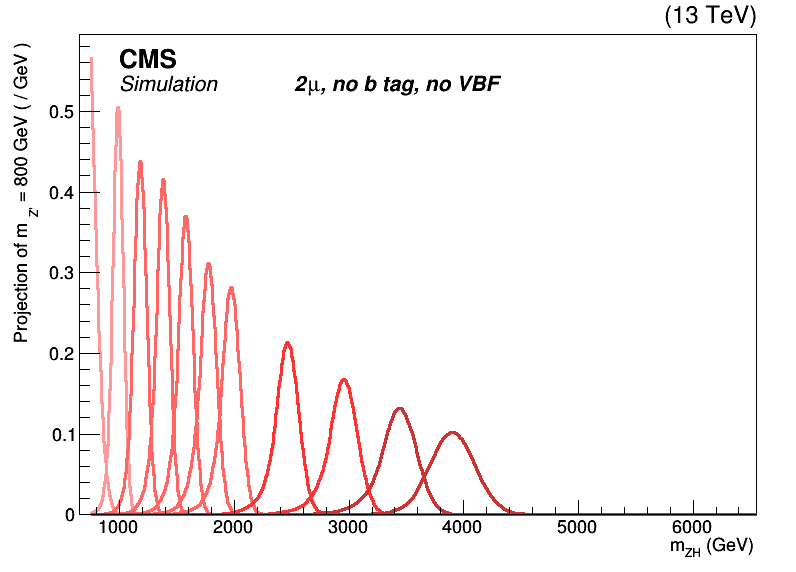 (13 TeV)
CMS
Simulation
2μ, no b tag, no VBF
Projection of m Z' = 800 GeV ( / GeV )
0.5
0.4
0.3
0.2
0.1
0
1000 2000 3000 4000 5000 6000
m ZH (GeV)